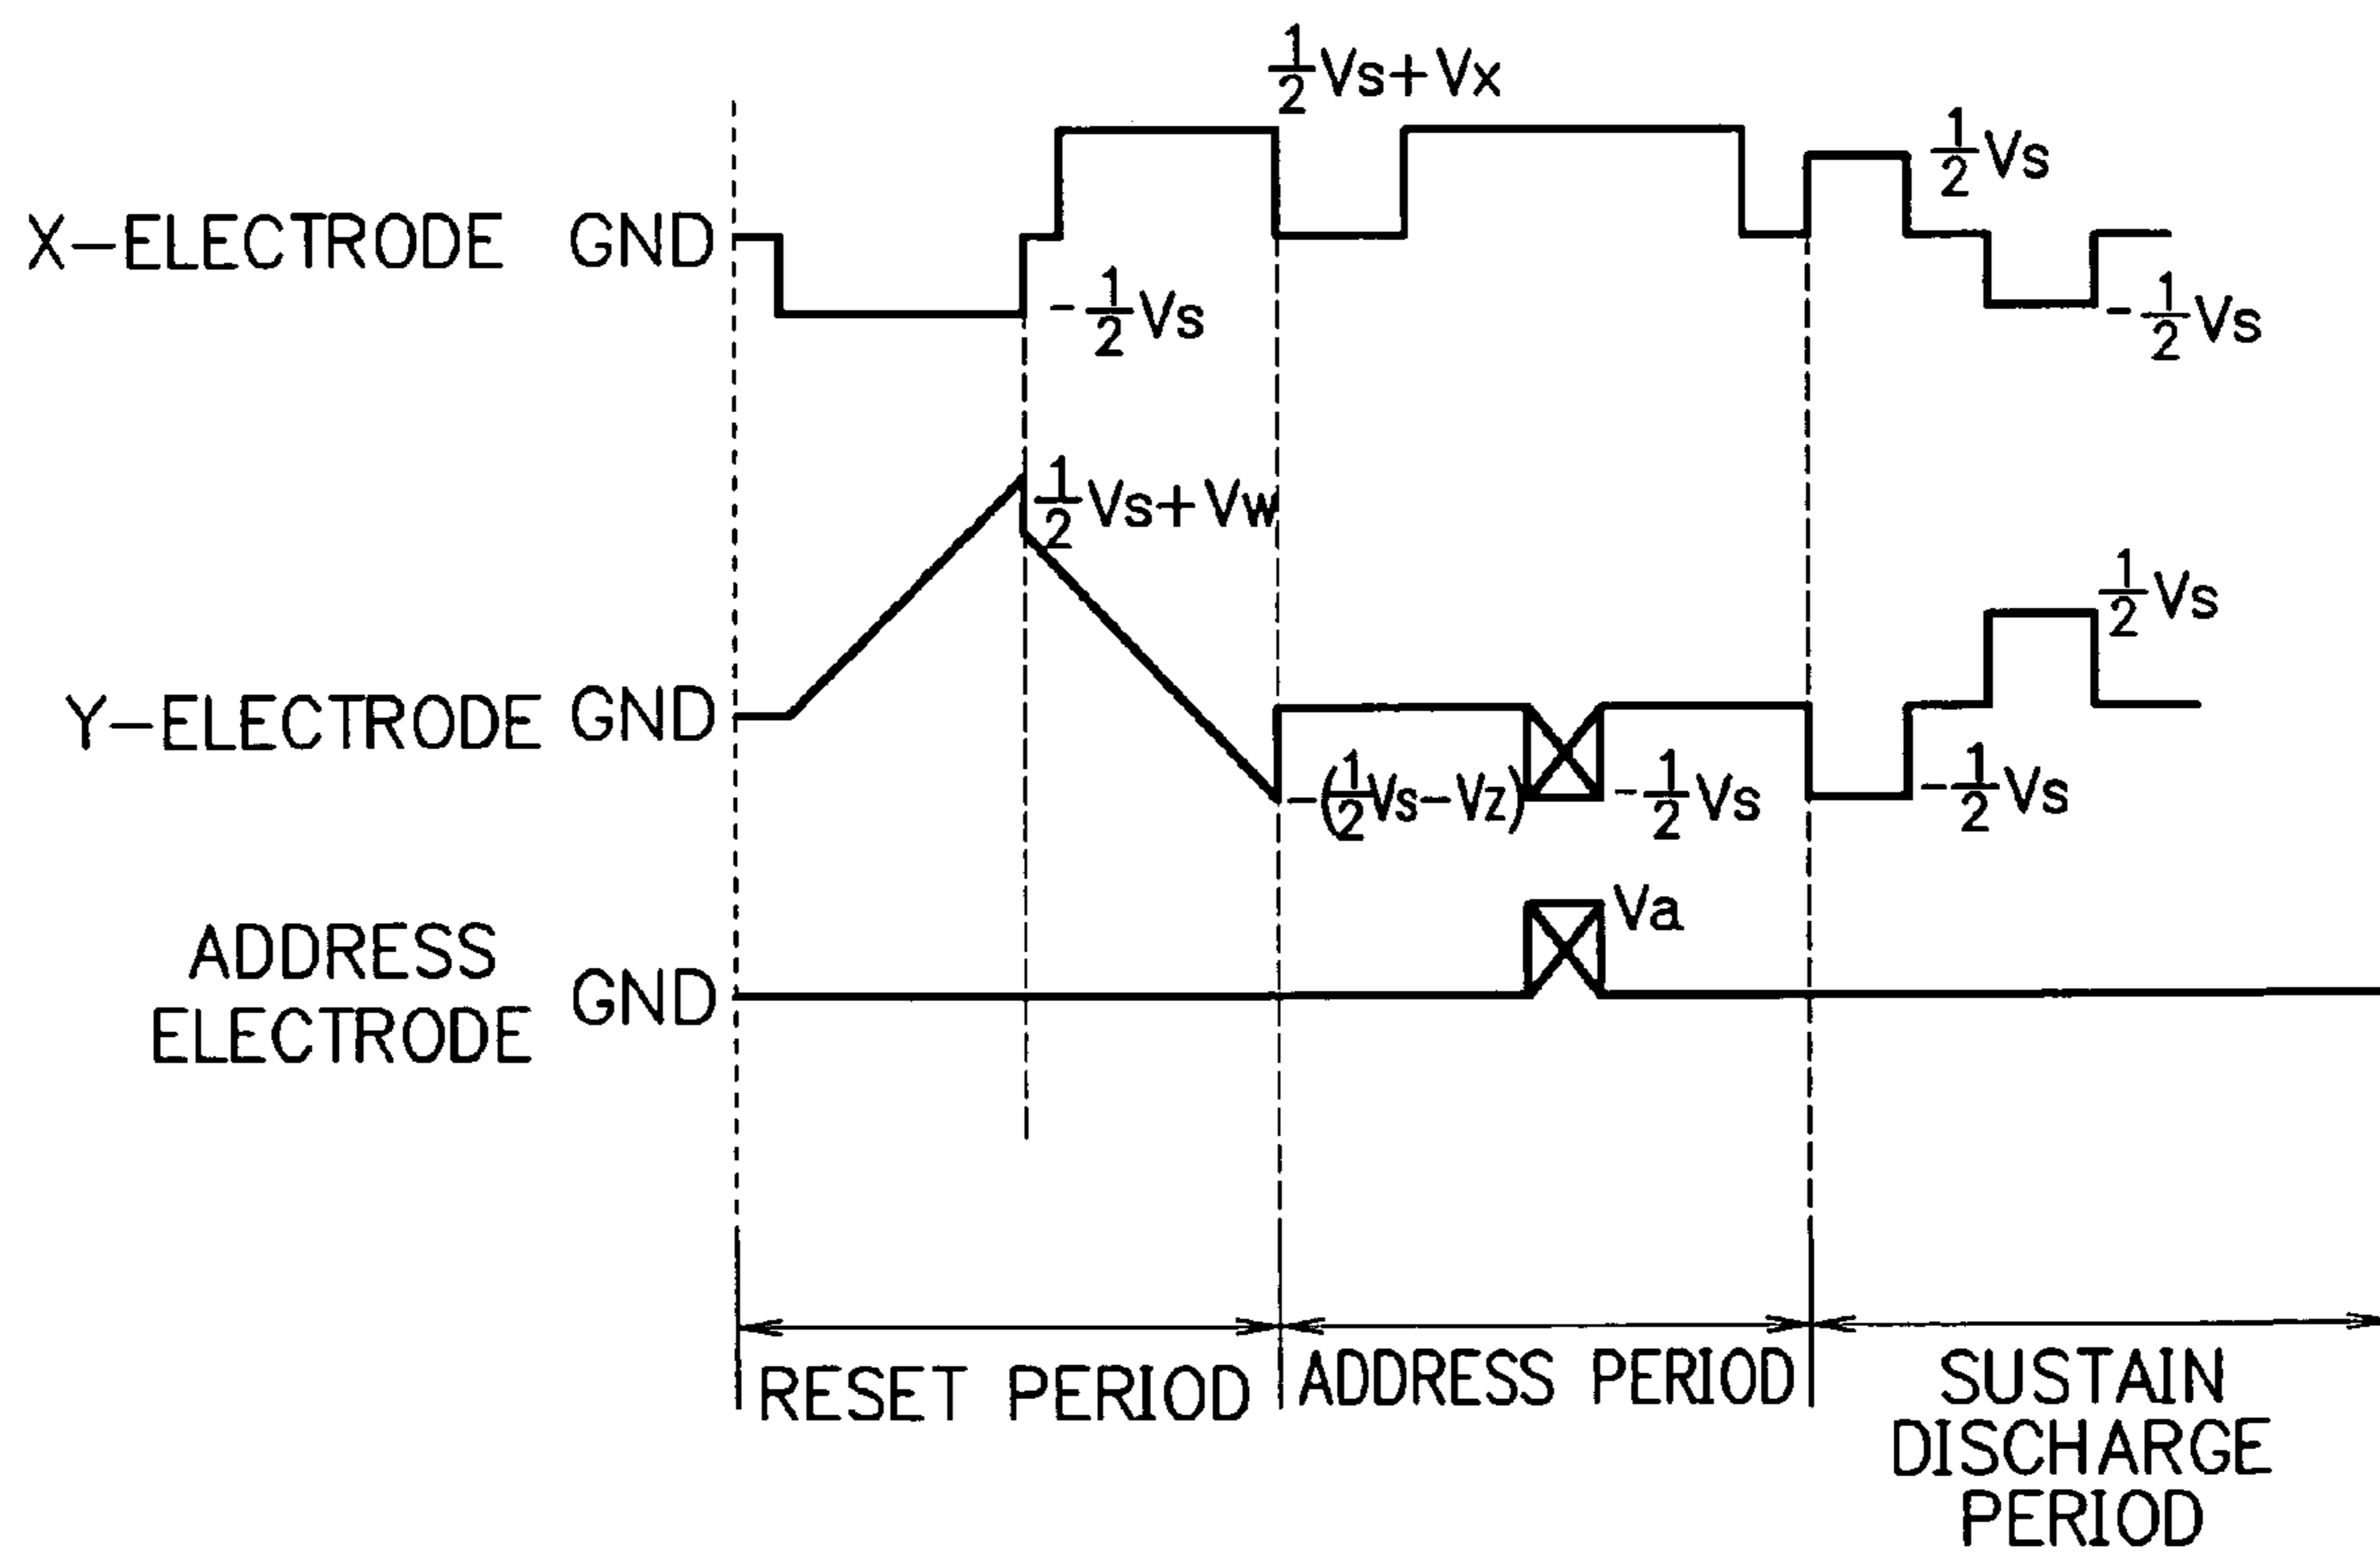 ½Vs+Vx
½Vs
X-ELECTRODE GND
-½Vs
-½Vs
½Vs+Vw
½Vs
Y-ELECTRODE GND
-(½Vs-Vz)
-½Vs
-½Vs
Va
ADDRESS
ELECTRODE
GND
RESET PERIOD
ADDRESS PERIOD
SUSTAIN
DISCHARGE
PERIOD